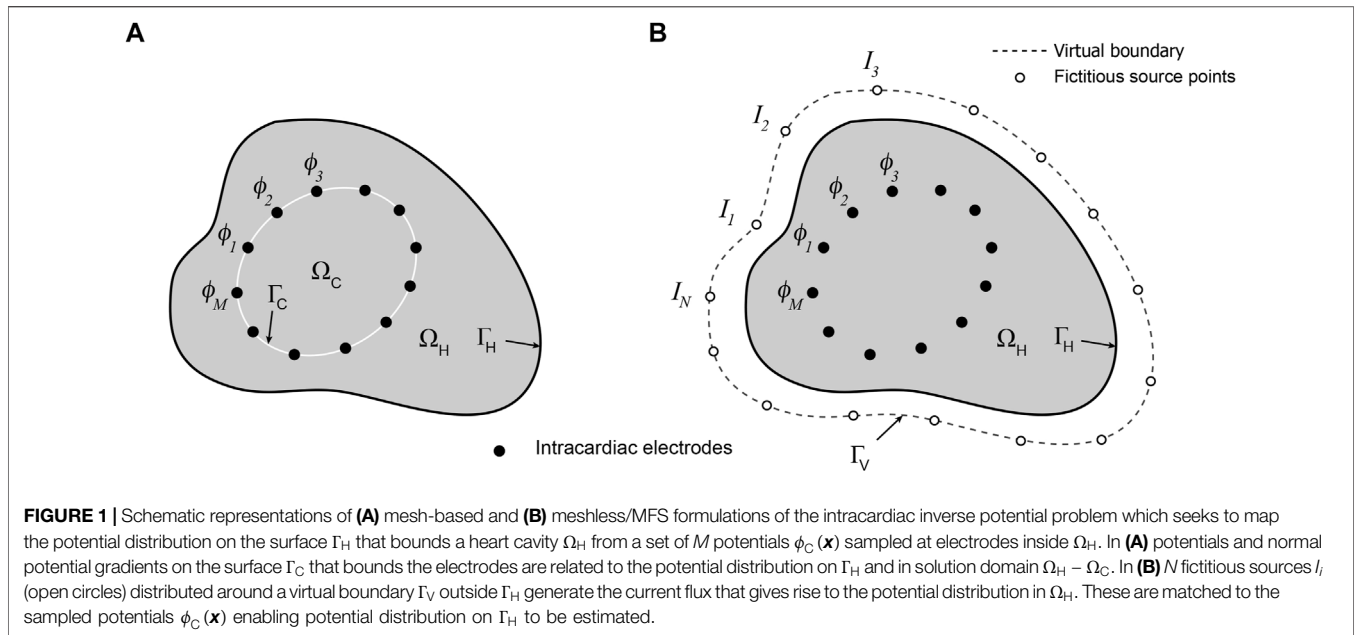 A
B
Virtual boundary
Fictitious source points
I3
I2
I1
IN
ϕ3
ϕ2
ϕ1
ϕM
ΩC
ΓC
ΩH
ΓH
ϕ3
ϕ2
ϕ1
ϕM
ΩH
ΓH
ΓV
Intracardiac electrodes
FIGURE 1 | Schematic representations of (A) mesh-based and (B) meshless/MFS formulations of the intracardiac inverse potential problem which seeks to map
the potential distribution on the surface ΓH that bounds a heart cavity ΩH from a set of M potentials ϕC (x) sampled at electrodes inside ΩH. In (A) potentials and normal
potential gradients on the surface ΓC that bounds the electrodes are related to the potential distribution on ΓH and in solution domain ΩH – ΩC. In (B) N fictitious sources Ii
(open circles) distributed around a virtual boundary ΓV outside ΓH generate the current flux that gives rise to the potential distribution in ΩH. These are matched to the
sampled potentials ϕC (x) enabling potential distribution on ΓH to be estimated.